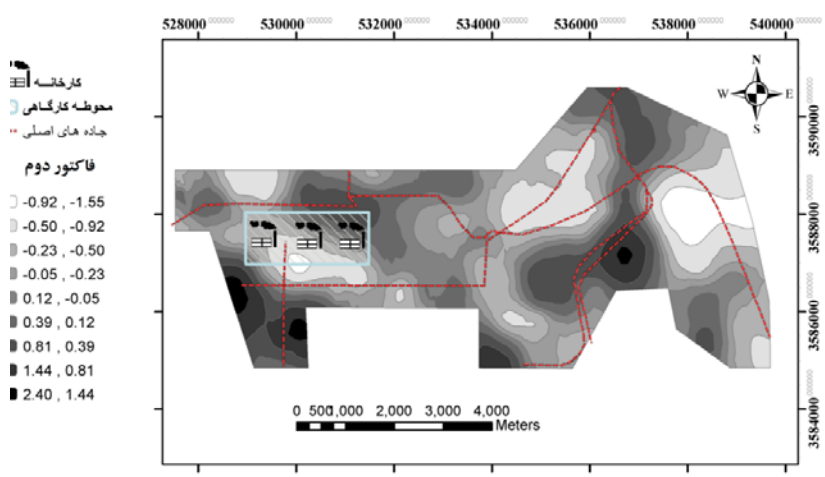 528000 530000 532000 534000 536000 538000 540000
کارخانه
محوطه کارگاهی
جاده های اصلی
فاکتور دوم
-0.92 , -1.55
-0.50 , -0.92
-0.23 , -0.50
-0.05 , -0.23
0.12 , -0.05
0.39 , 0.12
0.81 , 0.39
1.44 , 0.81
2.40 , 1.44
N
W E
S
3590000
3588000
3586000
3584000
0 500 1,000 2,000 3,000 4,000
Meters